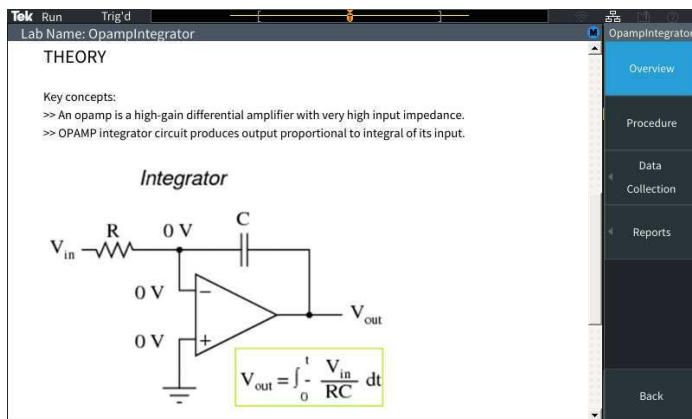 Tek Run Trig'd
Lab Name: OpampIntegrator
M
OpampIntegrator
THEORY
Key concepts:
>> An opamp is a high-gain differential amplifier with very high input impedance.
>> OPAMP integrator circuit produces output proportional to integral of its input.
Integrator
R
0 V
C
Vin
0 V
−
0 V
+
Vout
Vout = ∫0t - Vin/RC dt
Overview
Procedure
Data
Collection
Reports
Back